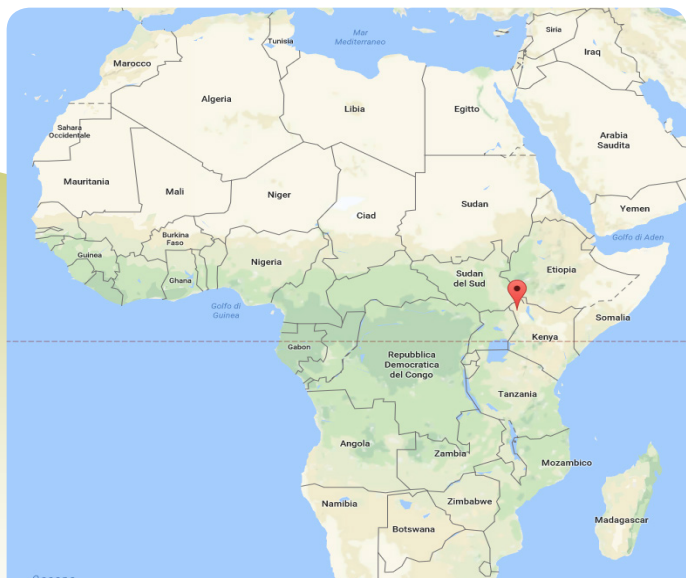 Mar
Mediterraneo
Siria
Tunisia
Iraq
Marocco
Algeria
Libia
Egitto
Sahara
Occidentale
Arabia
Saudita
Mauritania
Mali
Niger
Ciad
Sudan
Yemen
Burkina
Faso
Golfo di Aden
Guinea
Nigeria
Ghana
Sudan
del Sud
Etiopia
Golfo di
Guinea
Somalia
Kenya
Gabon
Repubblica
Democratica
del Congo
Tanzania
Angola
Zambia
Mozambico
Namibia
Zimbabwe
Botswana
Madagascar